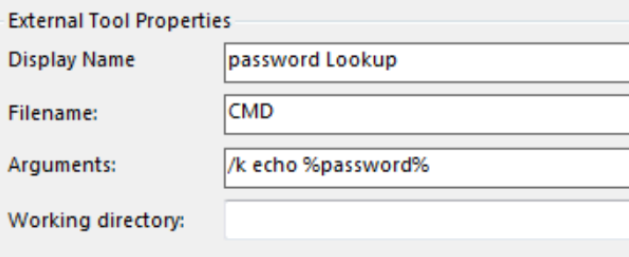 External Tool Properties
Display Name password Lookup
Filename: CMD
Arguments: /k echo %password%
Working directory: